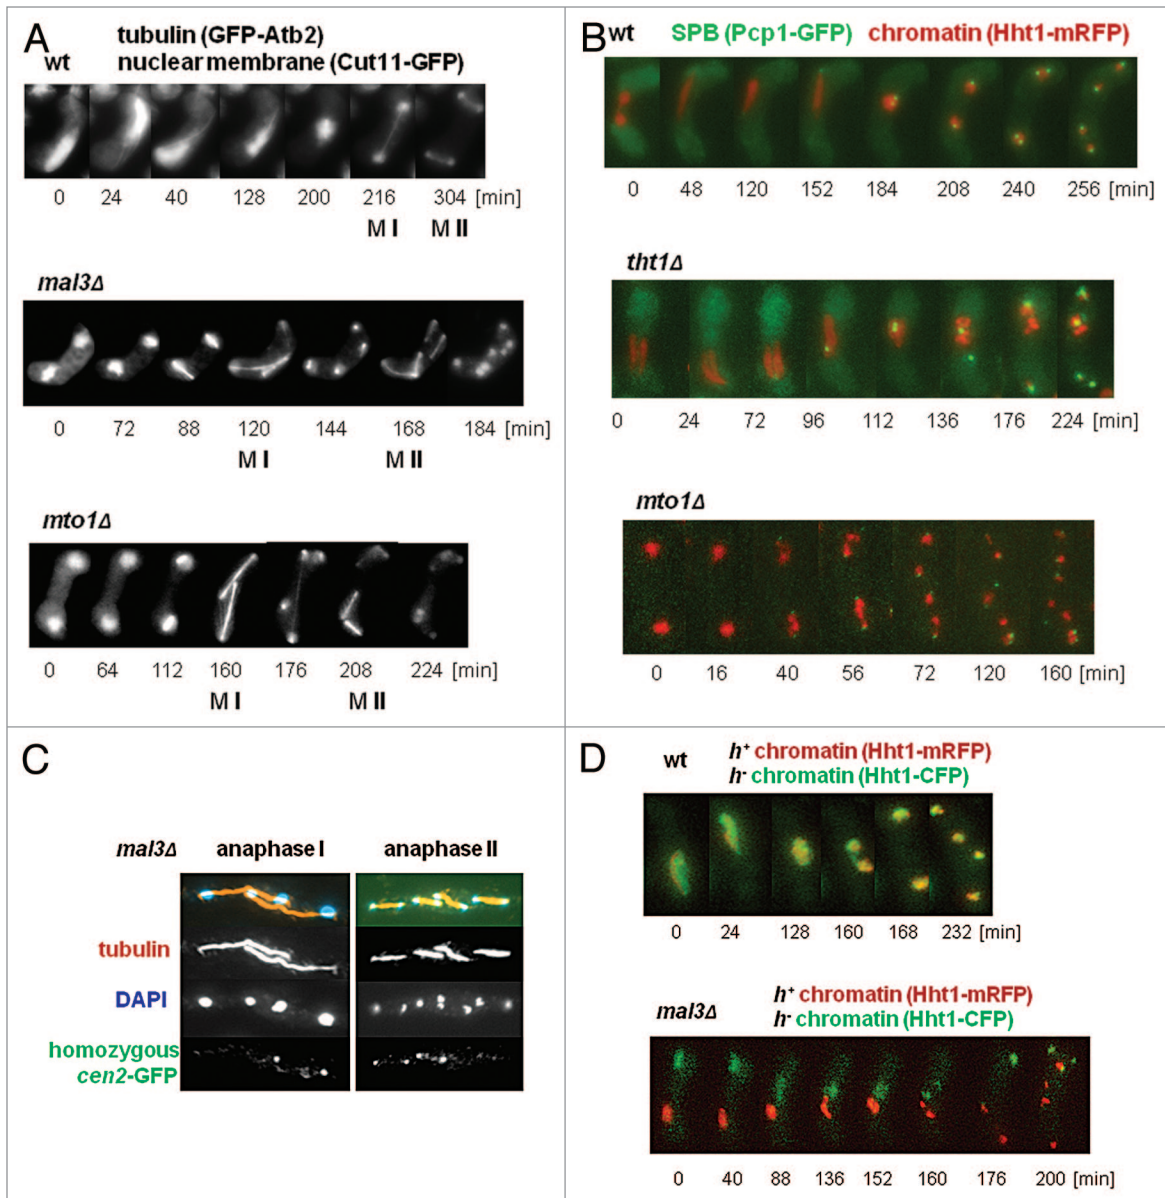 A
tubulin (GFP-Atb2)
wt nuclear membrane (Cut11-GFP)
0 24 40 128 200 216 304 [min]
M I M II
mal3Δ
0 72 88 120 144 168 184 [min]
M I M II
mto1Δ
0 64 112 160 176 208 224 [min]
M I M II
B
wt SPB (Pcp1-GFP) chromatin (Hht1-mRFP)
0 48 120 152 184 208 240 256 [min]
tht1Δ
0 24 72 96 112 136 176 224 [min]
mto1Δ
0 16 40 56 72 120 160 [min]
C
mal3Δ anaphase I anaphase II
tubulin
DAPI
homozygous
cen2-GFP
D
wt h⁺ chromatin (Hht1-mRFP)
h⁻ chromatin (Hht1-CFP)
0 24 128 160 168 232 [min]
mal3Δ h⁺ chromatin (Hht1-mRFP)
h⁻ chromatin (Hht1-CFP)
0 40 88 136 152 160 176 200 [min]